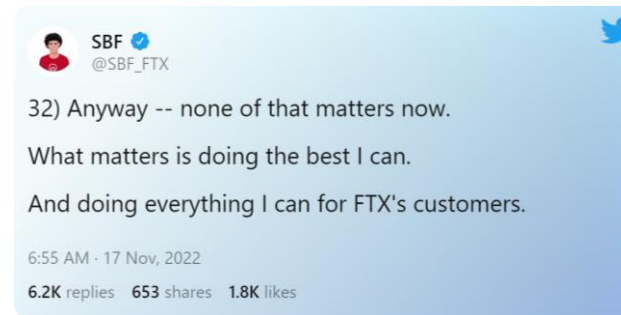 SBF
@SBF_FTX
32) Anyway -- none of that matters now.
What matters is doing the best I can.
And doing everything I can for FTX's customers.
6:55 AM · 17 Nov, 2022
6.2K replies 653 shares 1.8K likes